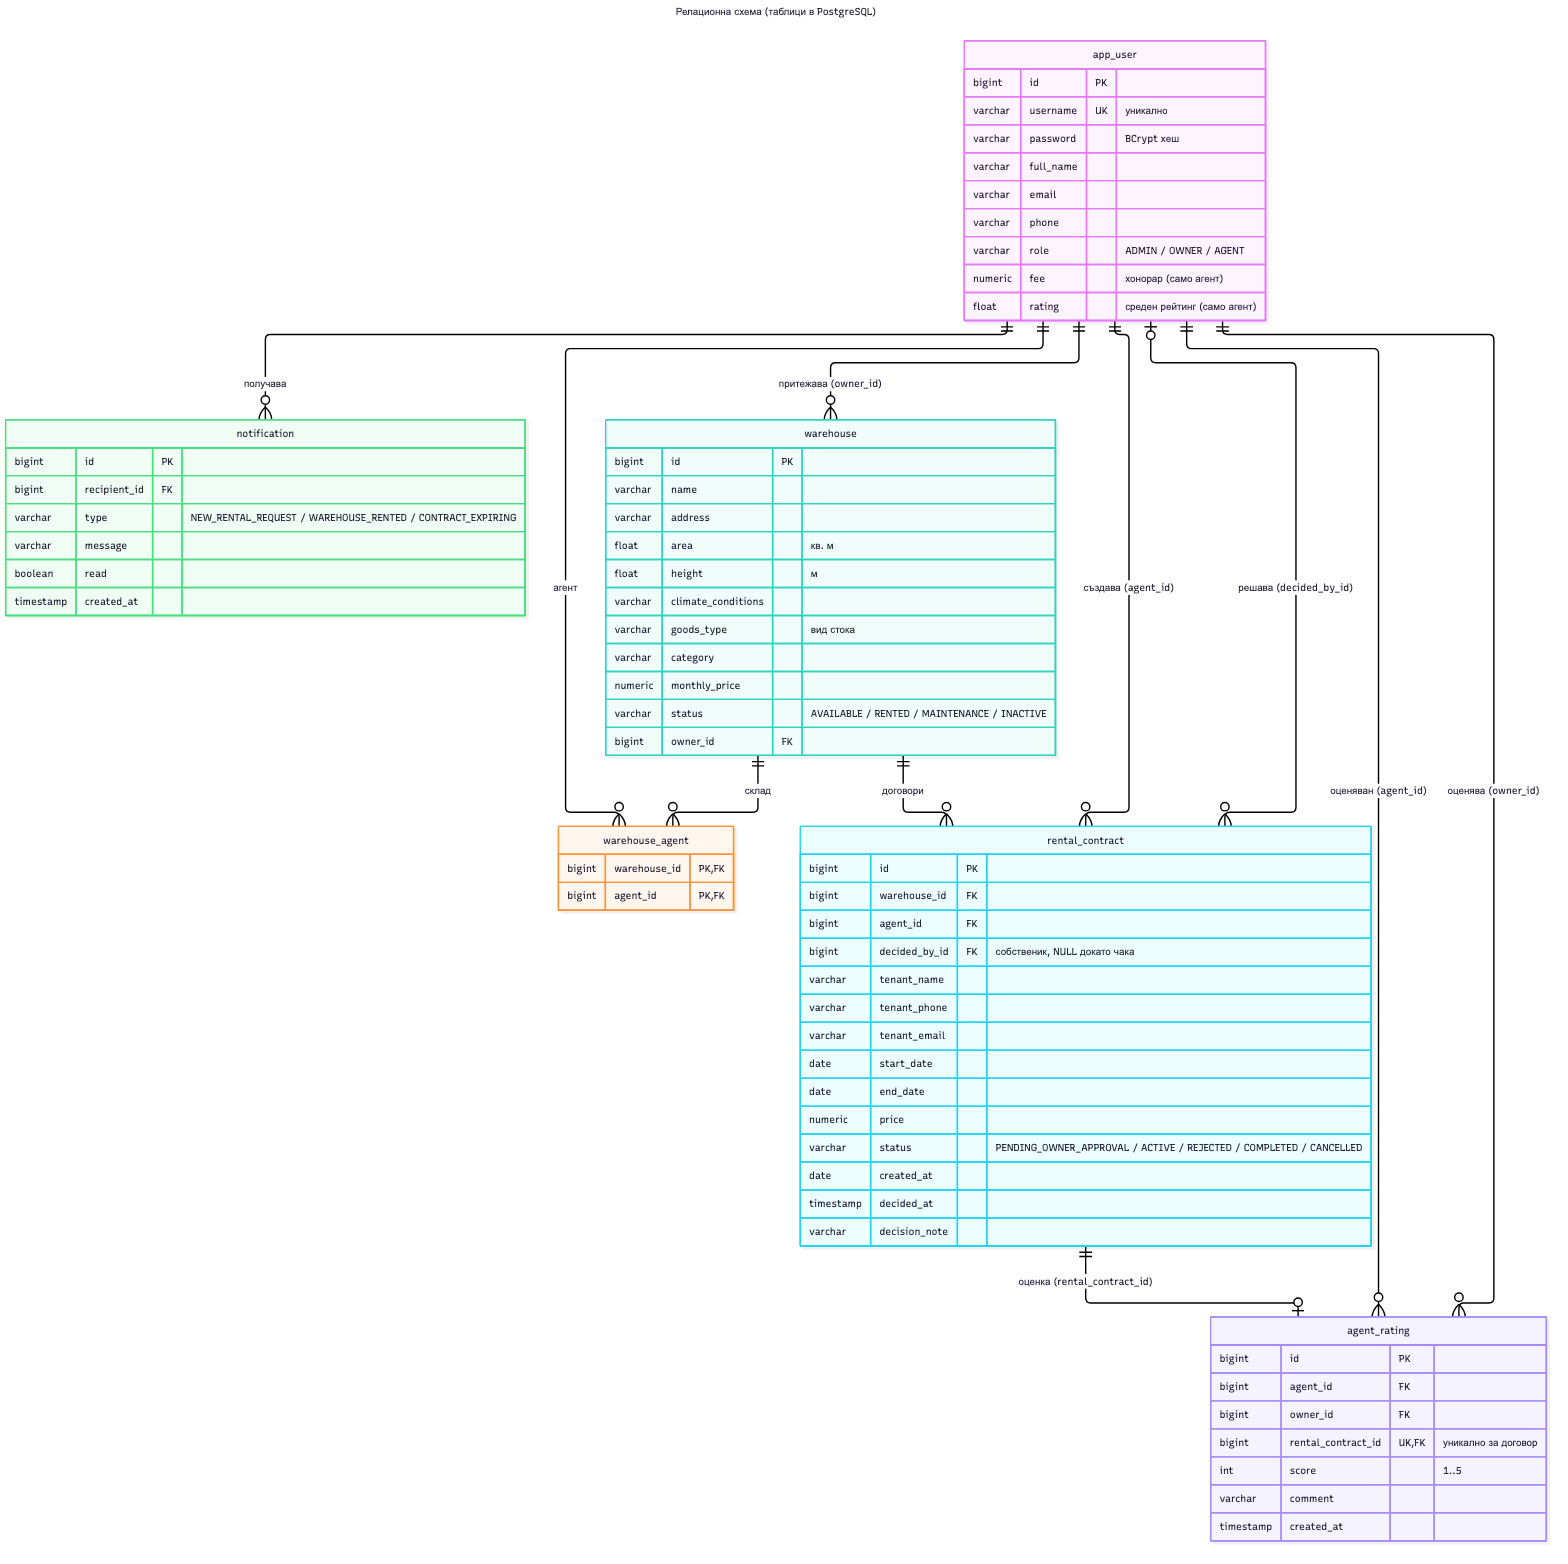 Релационна схема (таблици в PostgreSQL)
app_user
bigint id PK
varchar username UK уникално
varchar password BCrypt хеш
varchar full_name
varchar email
varchar phone
varchar role ADMIN / OWNER / AGENT
numeric fee хонорар (само агент)
float rating среден рейтинг (само агент)
получава
притежава (owner_id)
notification
bigint id PK
bigint recipient_id FK
varchar type NEW_RENTAL_REQUEST / WAREHOUSE_RENTED / CONTRACT_EXPIRING
varchar message
boolean read
timestamp created_at
warehouse
bigint id PK
varchar name
varchar address
float area кв. м
float height м
varchar climate_conditions
varchar goods_type вид стока
varchar category
numeric monthly_price
varchar status AVAILABLE / RENTED / MAINTENANCE / INACTIVE
bigint owner_id FK
агент
създава (agent_id)
решава (decided_by_id)
склад
договори
оценяван (agent_id)
оценява (owner_id)
warehouse_agent
bigint warehouse_id PK,FK
bigint agent_id PK,FK
rental_contract
bigint id PK
bigint warehouse_id FK
bigint agent_id FK
bigint decided_by_id FK собственик, NULL докато чака
varchar tenant_name
varchar tenant_phone
varchar tenant_email
date start_date
date end_date
numeric price
varchar status PENDING_OWNER_APPROVAL / ACTIVE / REJECTED / COMPLETED / CANCELLED
date created_at
timestamp decided_at
varchar decision_note
оценка (rental_contract_id)
agent_rating
bigint id PK
bigint agent_id FK
bigint owner_id FK
bigint rental_contract_id UK,FK уникално за договор
int score 1..5
varchar comment
timestamp created_at